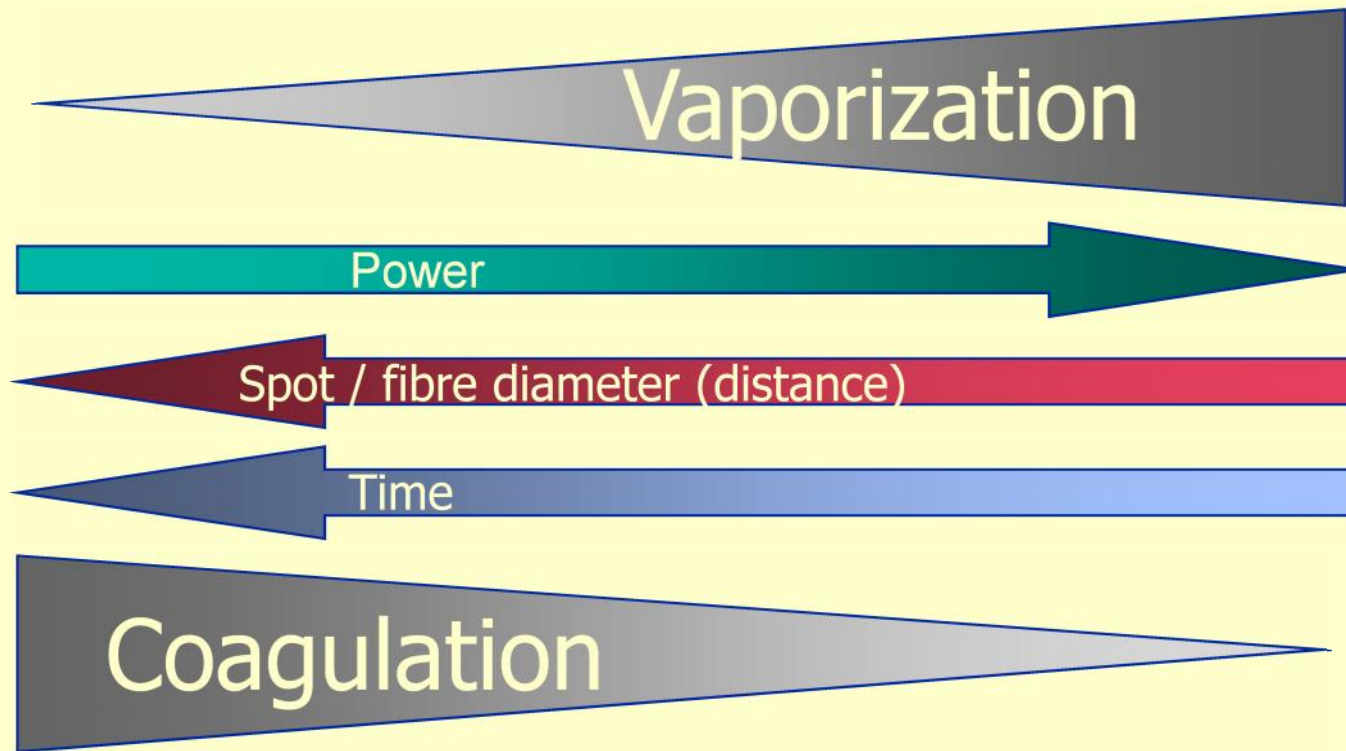 Vaporization
Power
Spot / fibre diameter (distance)
Time
Coagulation